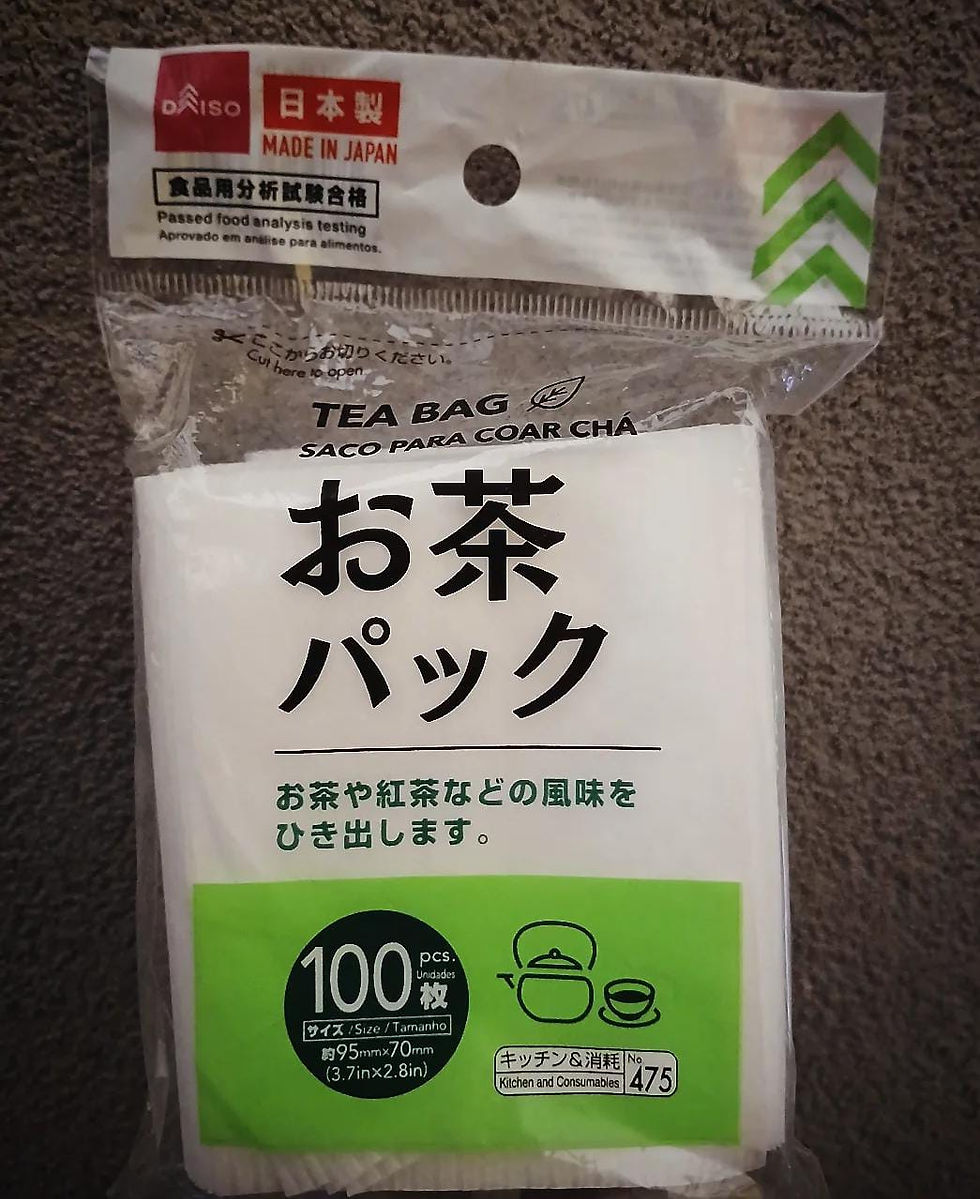 DAISO
日本製
MADE IN JAPAN
食品用分析試験合格
Passed food analysis testing
Aprovado em análise para alimentos.
ここからお切りください。
Cut here to open
TEA BAG
SACO PARA COAR CHÁ
お茶
パック
お茶や紅茶などの風味を
ひき出します。
100 pcs.
Unidades
枚
サイズ/Size/Tamanho
約95mm×70mm
(3.7in×2.8in)
キッチン&消耗
Kitchen and Consumables
No
475